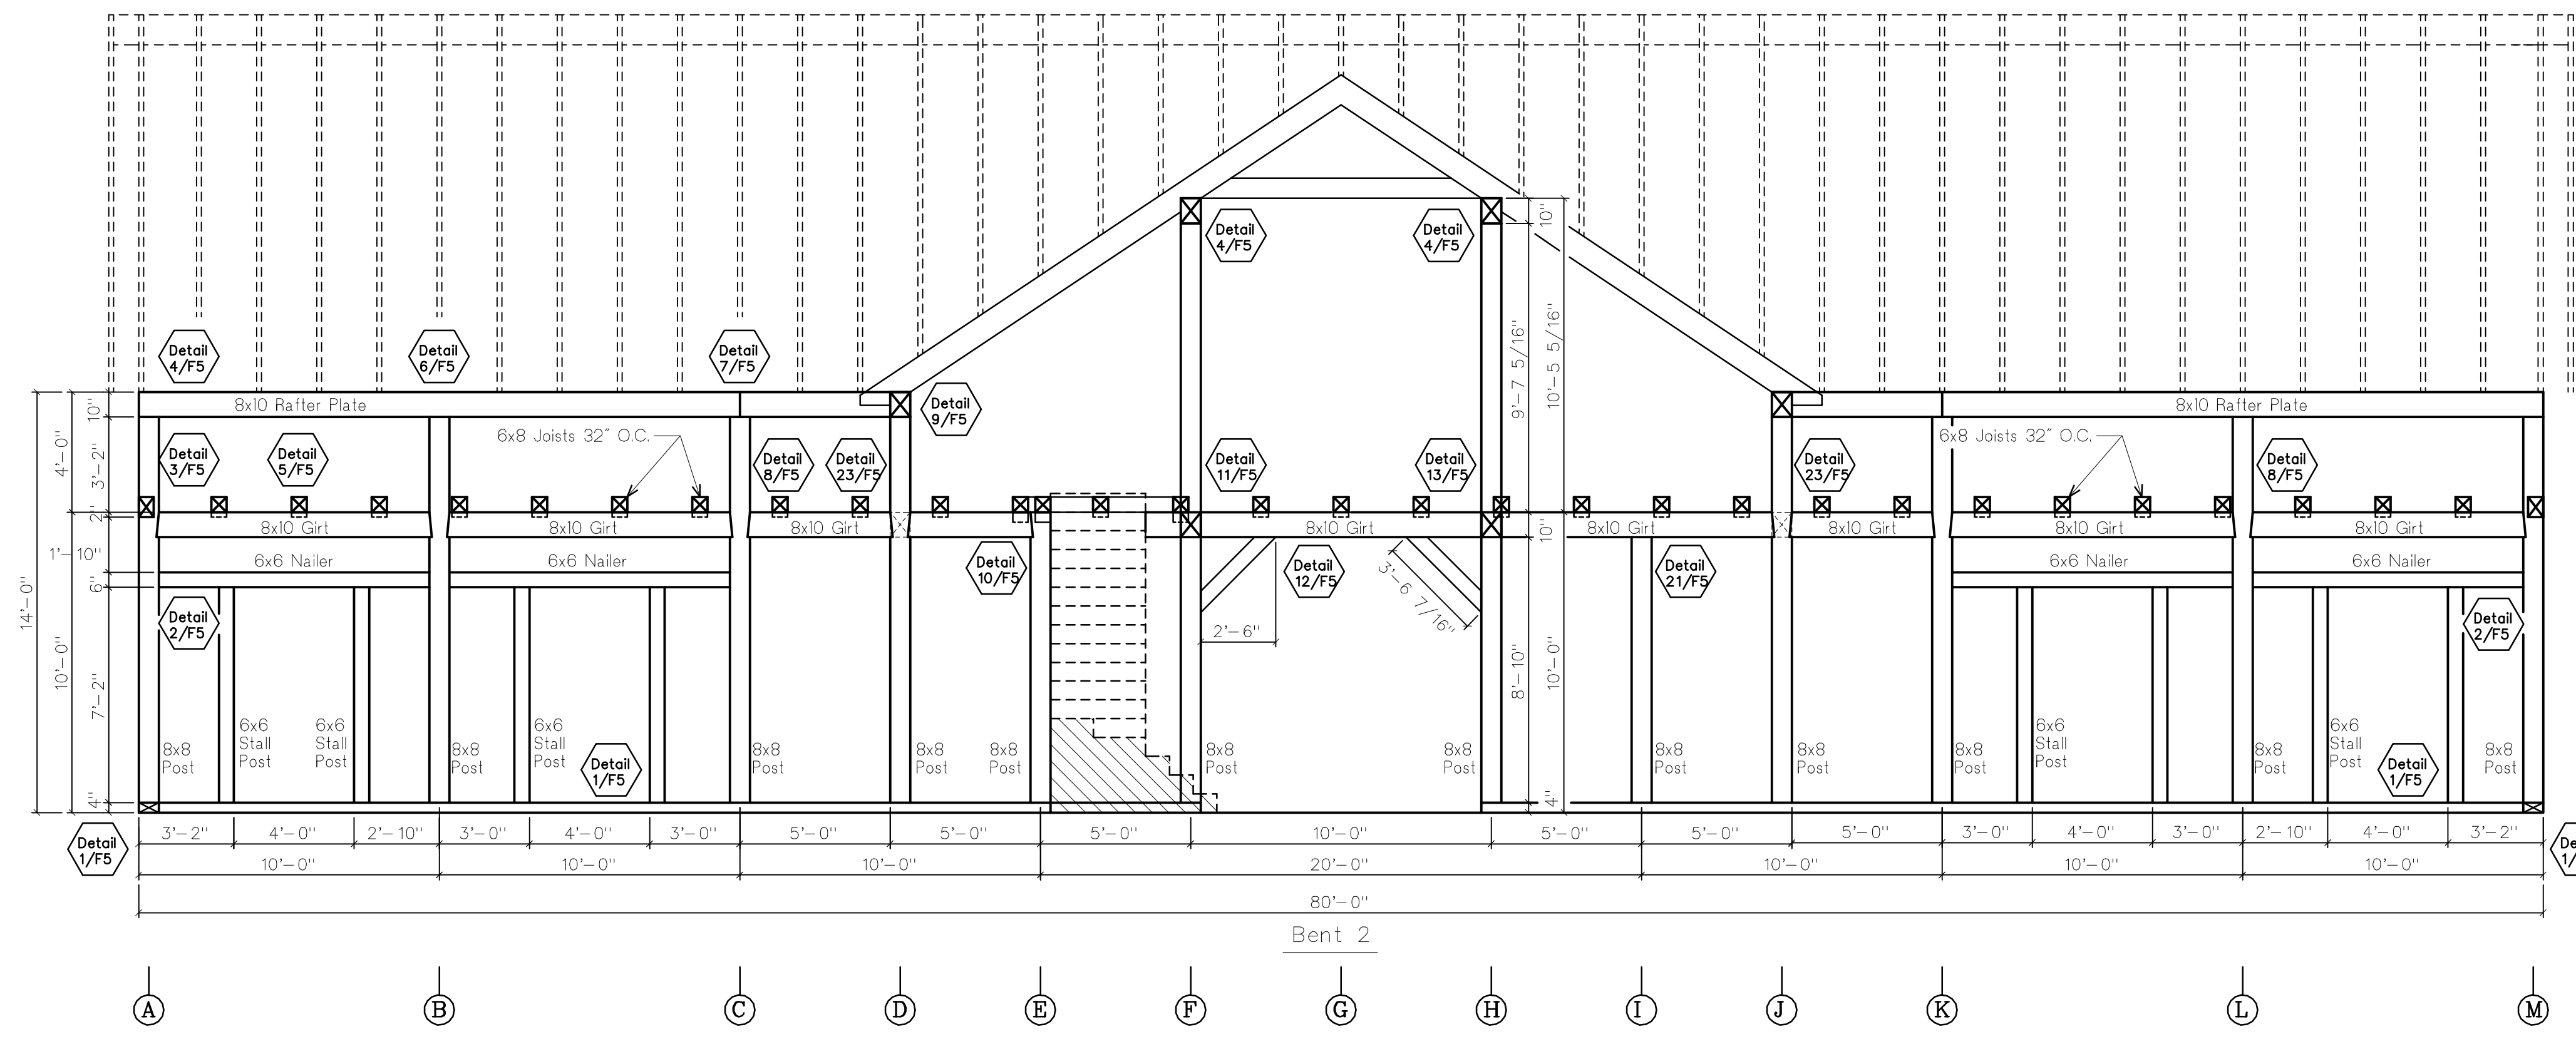 Detail
4/F5
Detail
4/F5
Detail
4/F5
Detail
6/F5
Detail
7/F5
Detail
9/F5
8x10 Rafter Plate
8x10 Rafter Plate
10"
3'-2"
4'-0"
2"
1'-10"
6"
7'-2"
10'-0"
4"
14'-0"
Detail
3/F5
Detail
5/F5
6x8 Joists 32" O.C.
Detail
8/F5
Detail
23/F5
Detail
11/F5
Detail
13/F5
Detail
23/F5
6x8 Joists 32" O.C.
Detail
8/F5
10"
9'-7 5/16"
10'-5 5/16"
10"
8'-10"
10'-0"
4"
8x10 Girt
8x10 Girt
8x10 Girt
8x10 Girt
8x10 Girt
8x10 Girt
8x10 Girt
8x10 Girt
6x6 Nailer
6x6 Nailer
6x6 Nailer
6x6 Nailer
Detail
10/F5
Detail
12/F5
3'-6 7/16"
2'-6"
Detail
21/F5
Detail
2/F5
Detail
2/F5
8x8
Post
6x6
Stall
Post
6x6
Stall
Post
8x8
Post
6x6
Stall
Post
Detail
1/F5
8x8
Post
8x8
Post
8x8
Post
8x8
Post
8x8
Post
8x8
Post
8x8
Post
8x8
Post
6x6
Stall
Post
8x8
Post
6x6
Stall
Post
Detail
1/F5
8x8
Post
Detail
1/F5
3'-2" 4'-0" 2'-10" 3'-0" 4'-0" 3'-0" 5'-0" 5'-0" 5'-0" 10'-0" 5'-0" 5'-0" 5'-0" 3'-0" 4'-0" 3'-0" 2'-10" 4'-0" 3'-2"
De
1/
10'-0" 10'-0" 10'-0" 20'-0" 10'-0" 10'-0" 10'-0"
80'-0"
Bent 2
A B C D E F G H I J K L M